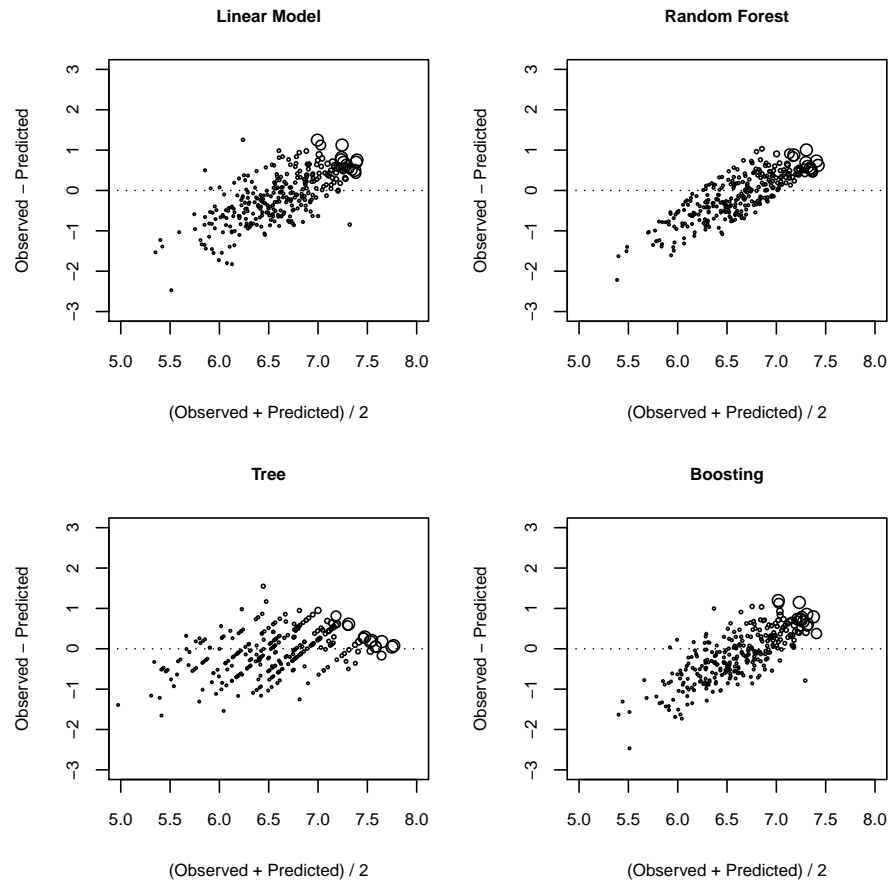 Linear Model
3
2
1
0
−1
−2
−3
Observed − Predicted
5.0 5.5 6.0 6.5 7.0 7.5 8.0
(Observed + Predicted) / 2
Random Forest
3
2
1
0
−1
−2
−3
Observed − Predicted
5.0 5.5 6.0 6.5 7.0 7.5 8.0
(Observed + Predicted) / 2
Tree
3
2
1
0
−1
−2
−3
Observed − Predicted
5.0 5.5 6.0 6.5 7.0 7.5 8.0
(Observed + Predicted) / 2
Boosting
3
2
1
0
−1
−2
−3
Observed − Predicted
5.0 5.5 6.0 6.5 7.0 7.5 8.0
(Observed + Predicted) / 2